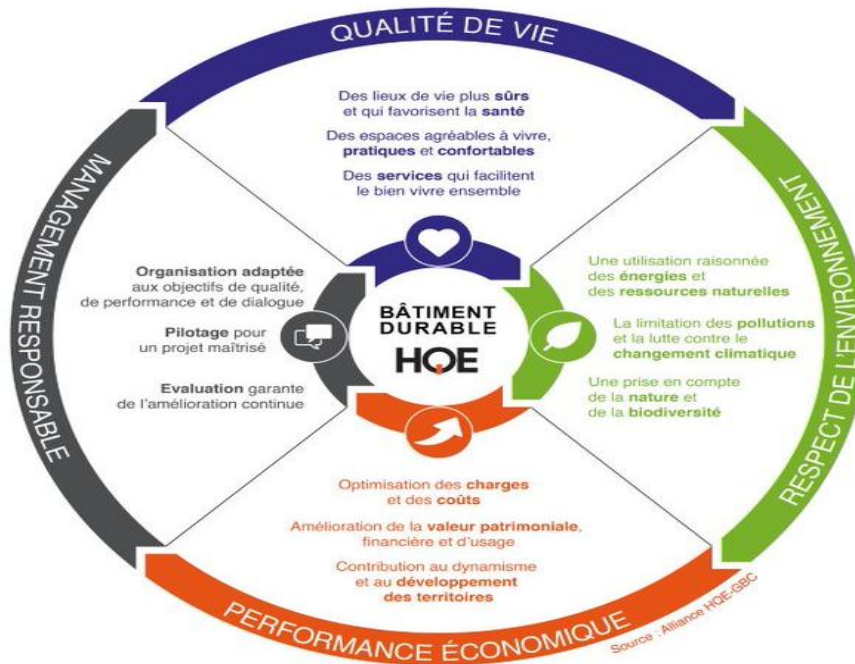 QUALITÉ DE VIE
Des lieux de vie plus sûrs
et qui favorisent la santé
Des espaces agréables à vivre,
pratiques et confortables
Des services qui facilitent
le bien vivre ensemble
RESPECT DE L'ENVIRONNEMENT
Une utilisation raisonnée
des énergies et
des ressources naturelles
La limitation des pollutions
et la lutte contre le
changement climatique
Une prise en compte
de la nature et
de la biodiversité
MANAGEMENT RESPONSABLE
Organisation adaptée
aux objectifs de qualité,
de performance et de dialogue
Pilotage pour
un projet maîtrisé
Evaluation garante
de l'amélioration continue
BÂTIMENT
DURABLE
HQE
Optimisation des charges
et des coûts
Amélioration de la valeur patrimoniale,
financière et d'usage
Contribution au dynamisme
et au développement
des territoires
PERFORMANCE ÉCONOMIQUE
Source : Alliance HQE-GBC